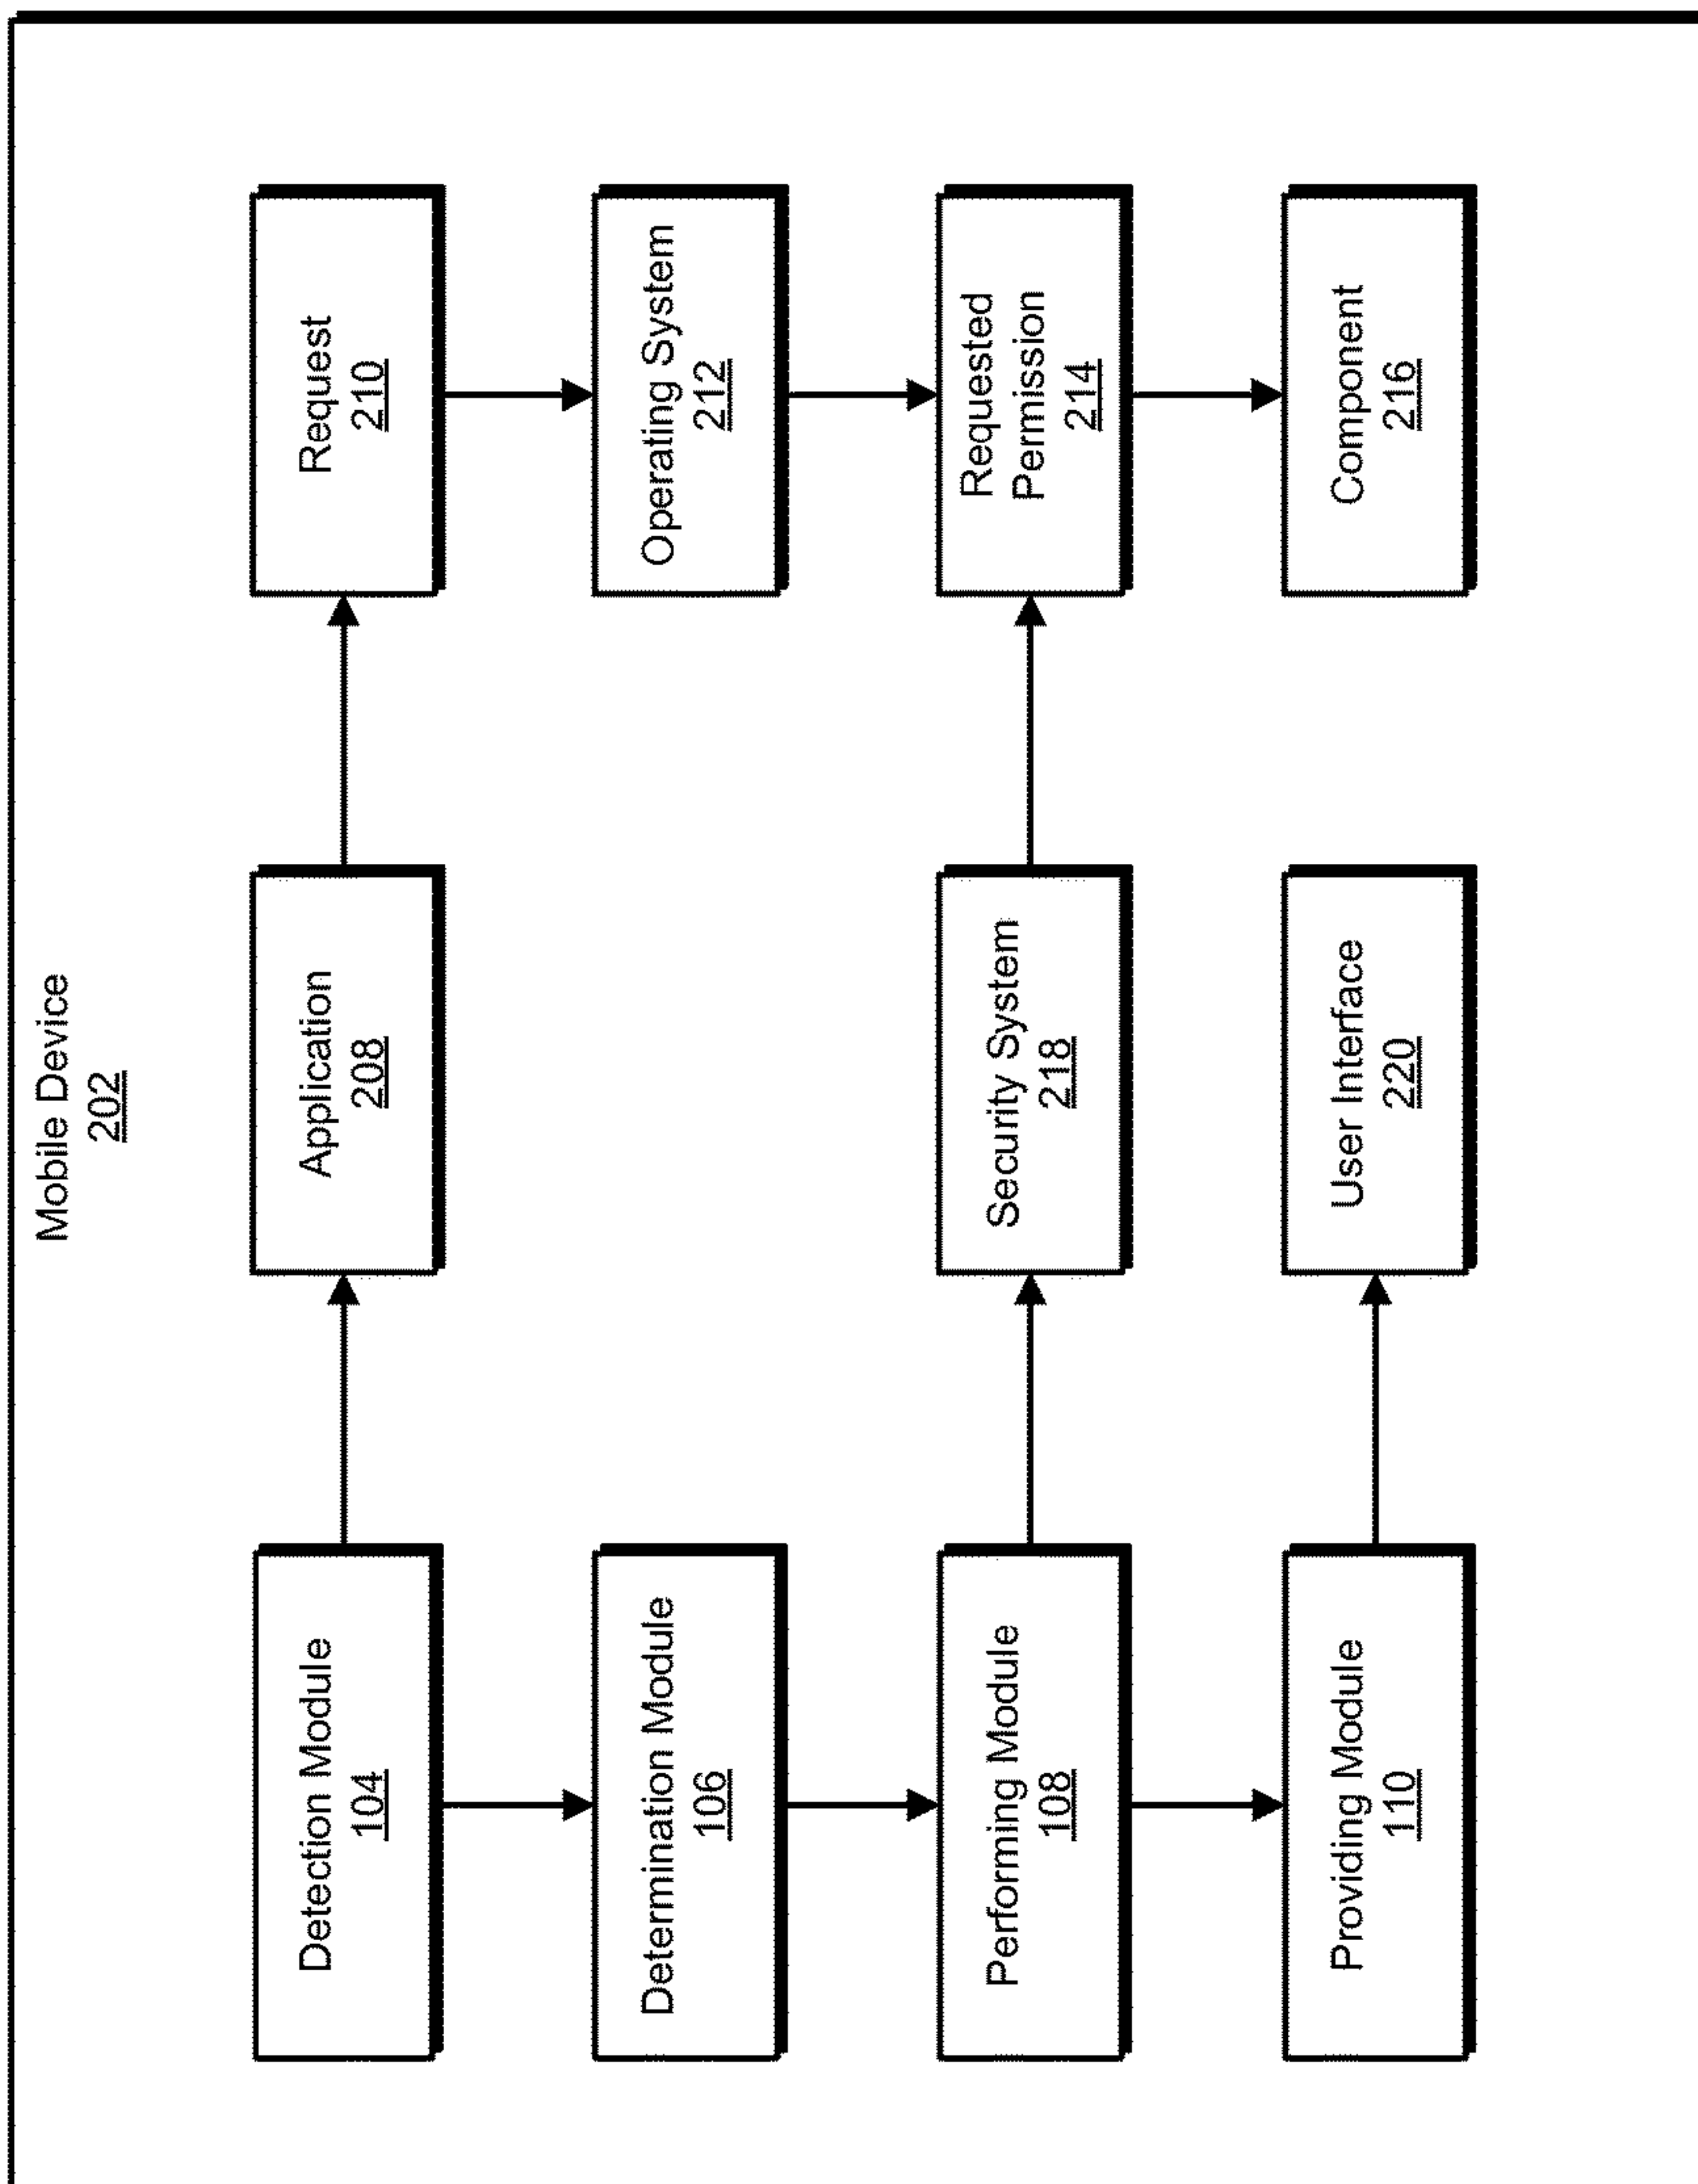 Mobile Device
202
Detection Module
104
Application
208
Request
210
Determination Module
106
Operating System
212
Performing Module
108
Security System
218
Requested
Permission
214
Providing Module
110
User Interface
220
Component
216